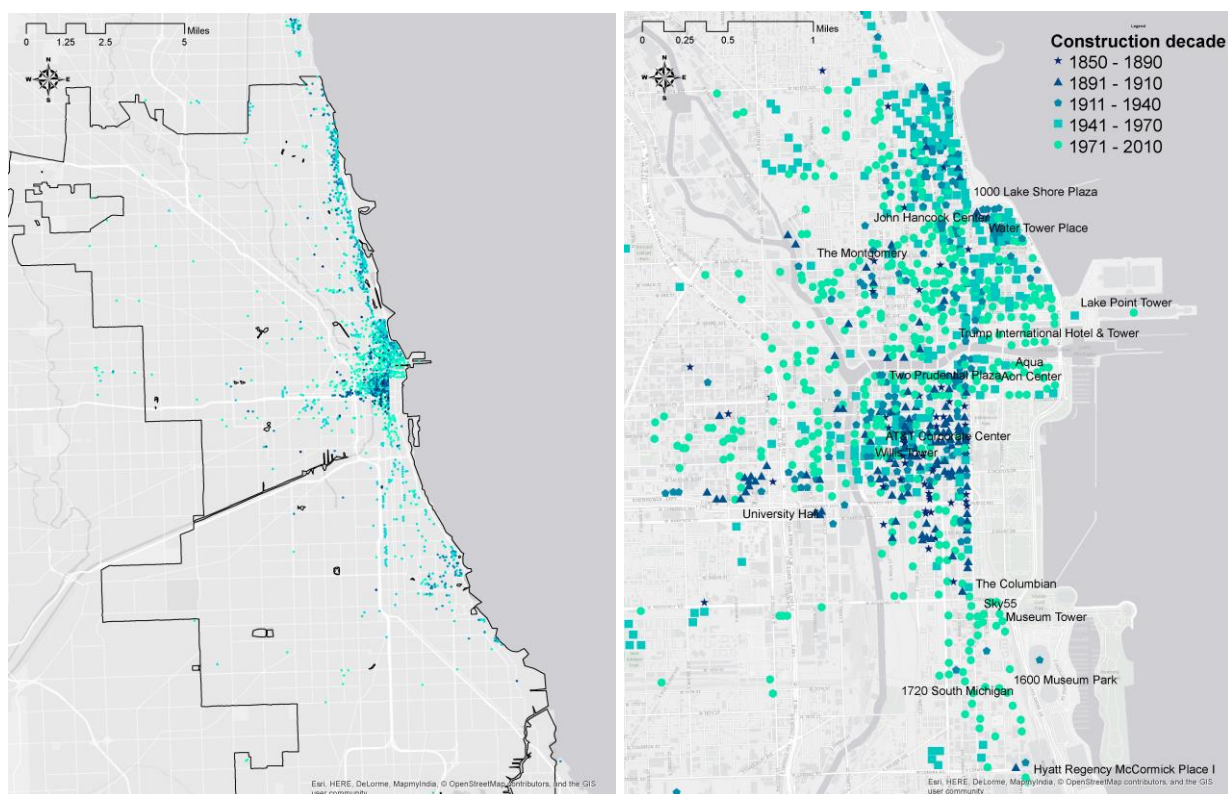 Miles
0 1.25 2.5 5
N
W E
S
Esri, HERE, DeLorme, MapmyIndia, © OpenStreetMap contributors, and the GIS
user community
Miles
0 0.25 0.5 1
N
W E
S
Legend
Construction decade
1850 - 1890
1891 - 1910
1911 - 1940
1941 - 1970
1971 - 2010
1000 Lake Shore Plaza
John Hancock Center
Water Tower Place
The Montgomery
Lake Point Tower
Trump International Hotel & Tower
Aqua
Two Prudential Plaza
Aon Center
AT&T Corporate Center
Willis Tower
University Hall
The Columbian
Sky55
Museum Tower
1600 Museum Park
1720 South Michigan
Hyatt Regency McCormick Place I
Esri, HERE, DeLorme, MapmyIndia, © OpenStreetMap contributors, and the GIS
user community